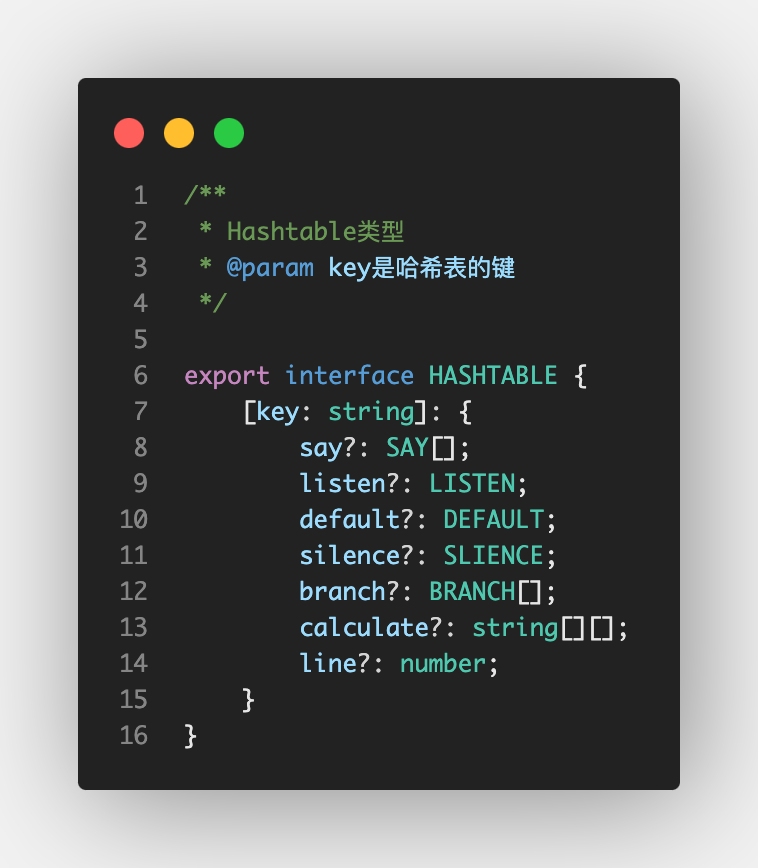 1 /**
2  * Hashtable类型
3  * @param key是哈希表的键
4  */
5
6 export interface HASHTABLE {
7     [key: string]: {
8         say?: SAY[];
9         listen?: LISTEN;
10         default?: DEFAULT;
11         silence?: SLIENCE;
12         branch?: BRANCH[];
13         calculate?: string[][];
14         line?: number;
15     }
16 }